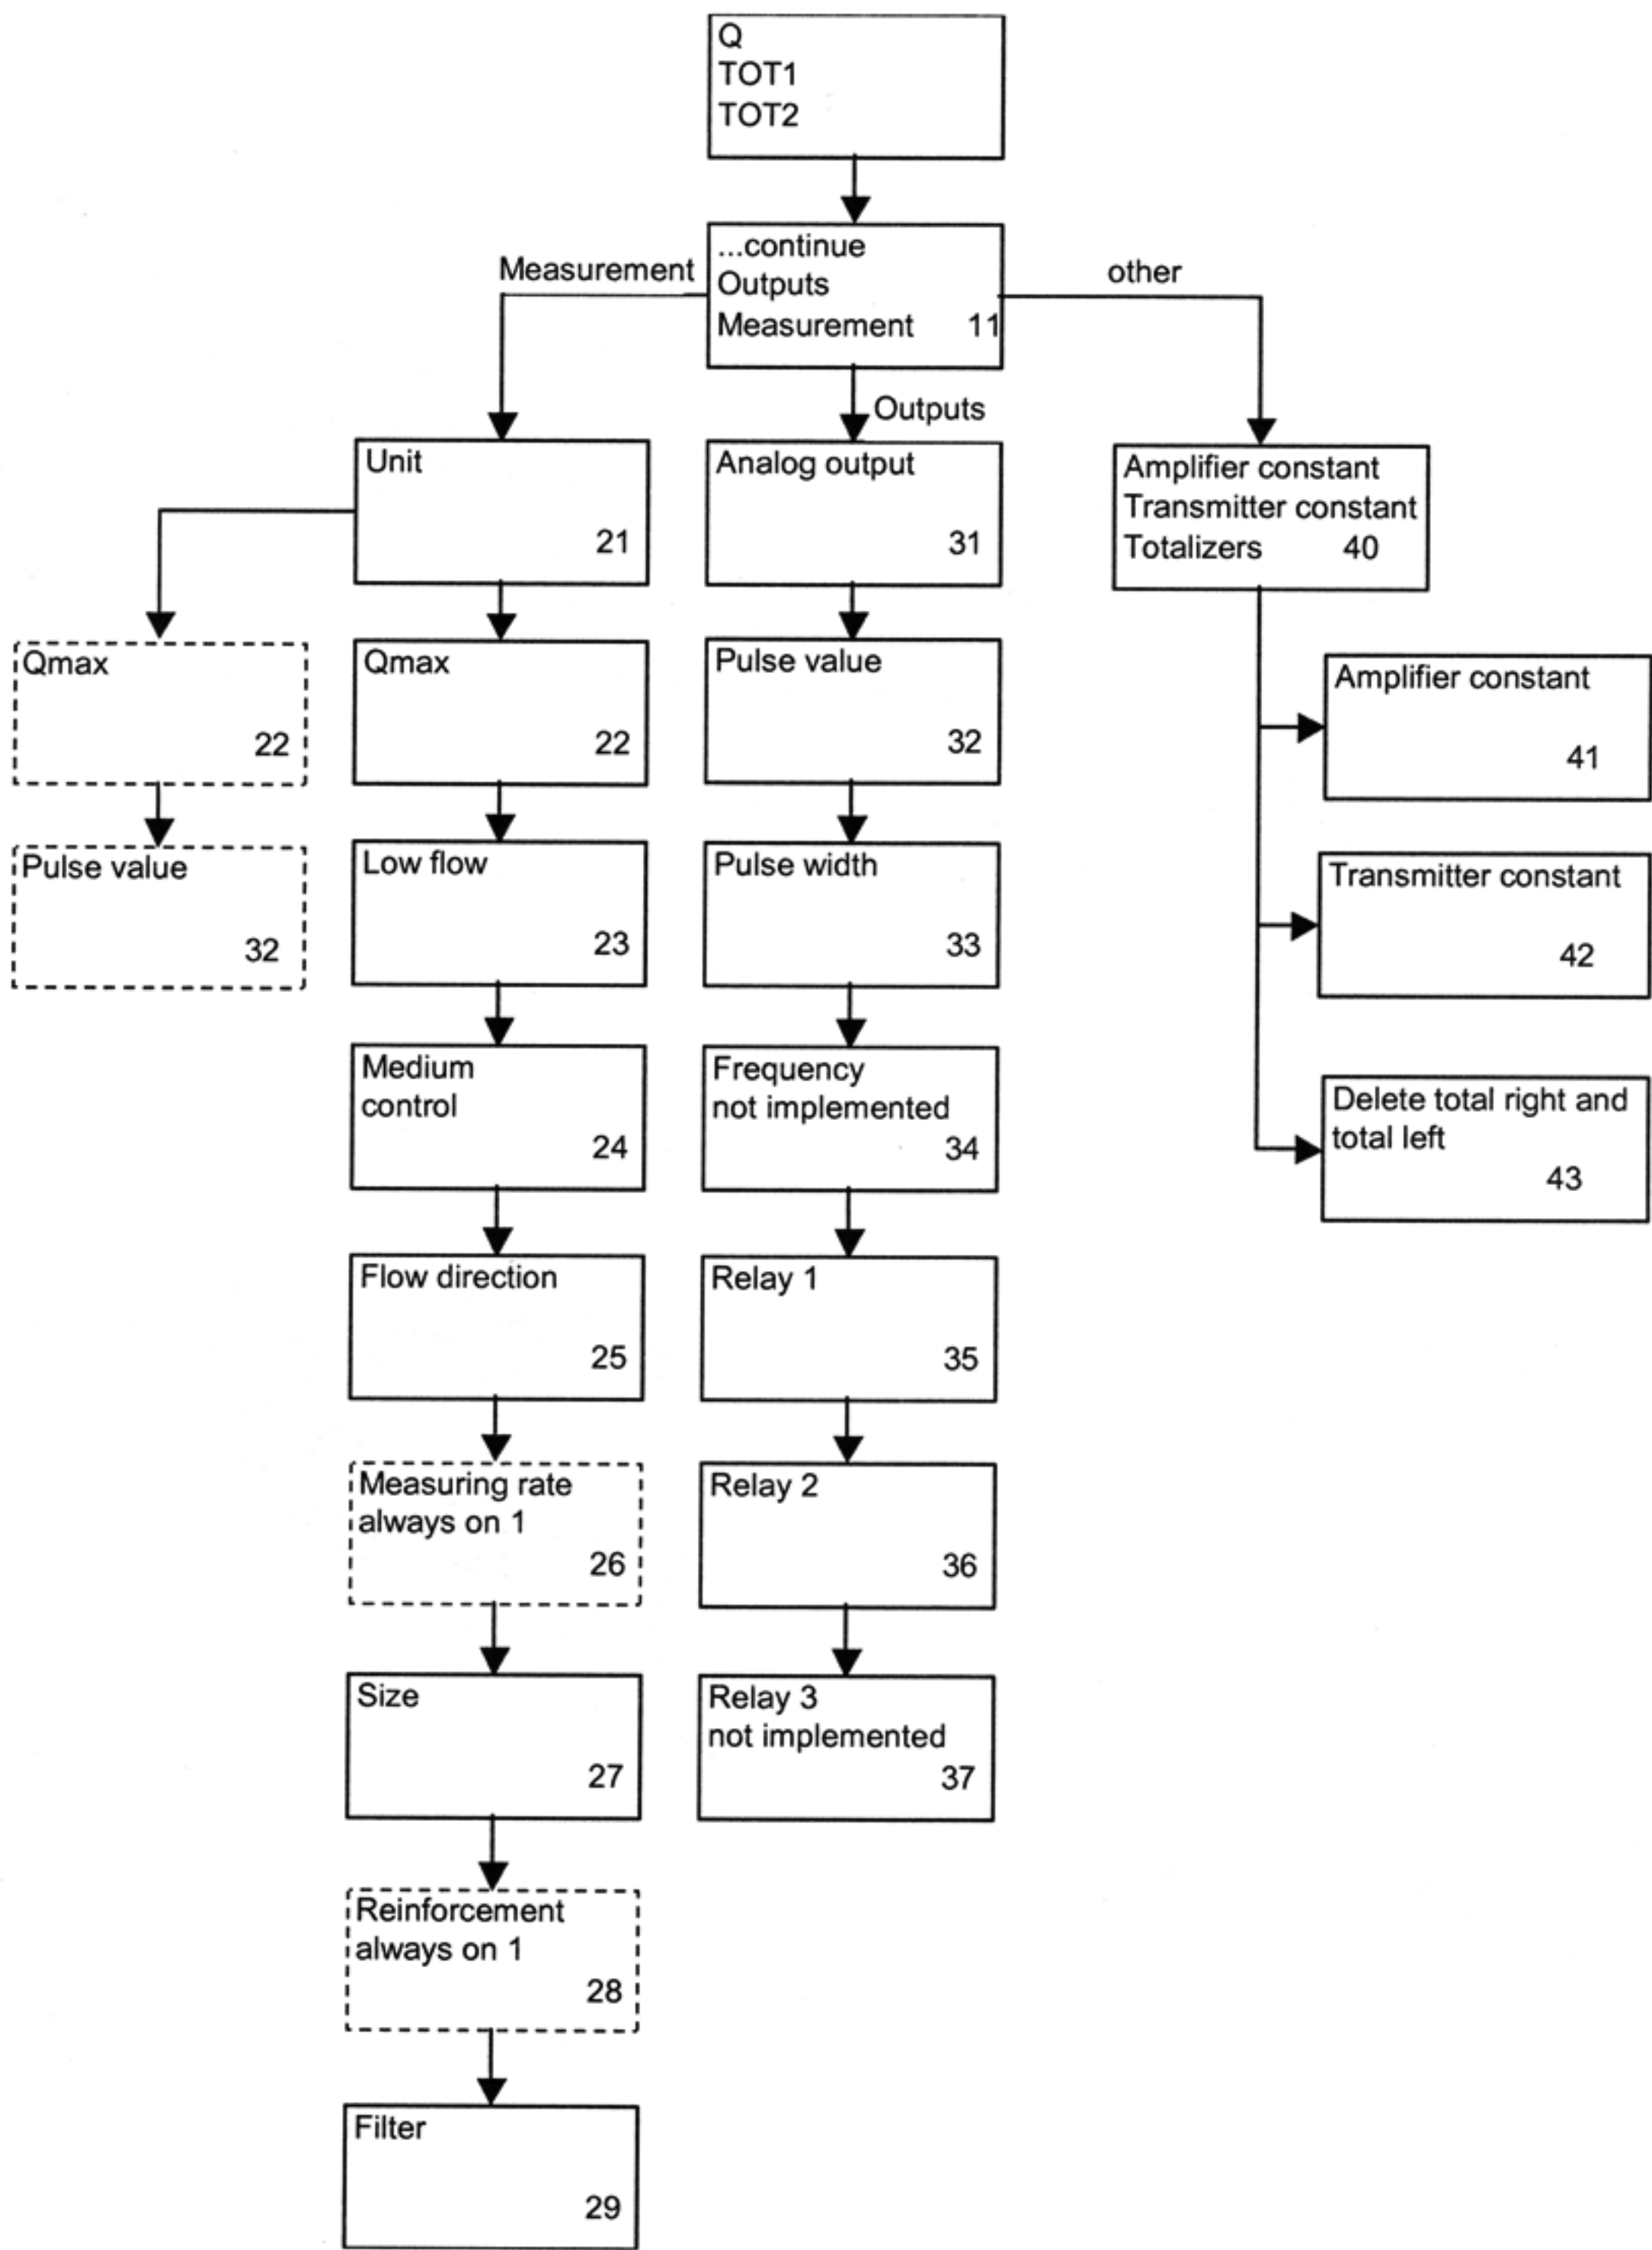 Q
TOT1
TOT2
...continue
Outputs
Measurement 11
Measurement
other
Outputs
Unit
21
Analog output
31
Amplifier constant
Transmitter constant
Totalizers 40
Qmax
22
Qmax
22
Pulse value
32
Amplifier constant
41
Pulse value
32
Low flow
23
Pulse width
33
Transmitter constant
42
Medium
control
24
Frequency
not implemented
34
Delete total right and
total left
43
Flow direction
25
Relay 1
35
Measuring rate
always on 1
26
Relay 2
36
Size
27
Relay 3
not implemented
37
Reinforcement
always on 1
28
Filter
29